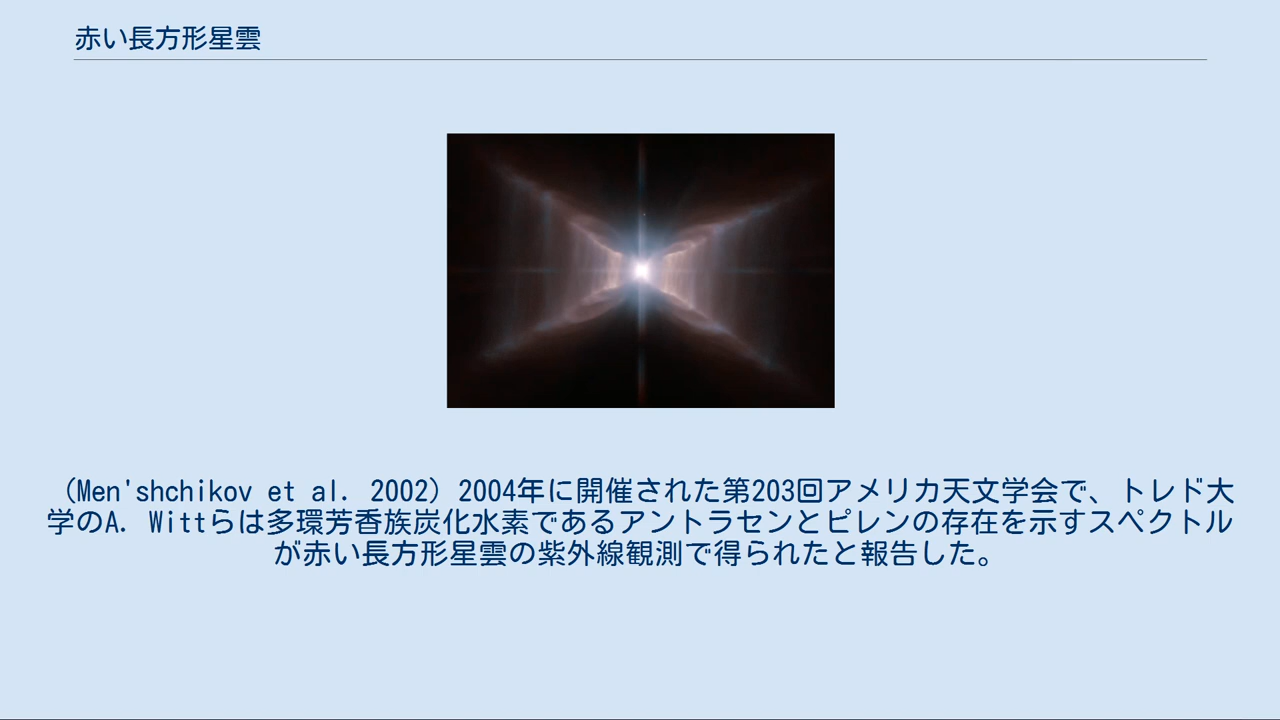 赤い長方形星雲
（Men'shchikov et al. 2002）2004年に開催された第203回アメリカ天文学会で、トレド大
学のA. Wittらは多環芳香族炭化水素であるアントラセンとピレンの存在を示すスペクトル
が赤い長方形星雲の紫外線観測で得られたと報告した。